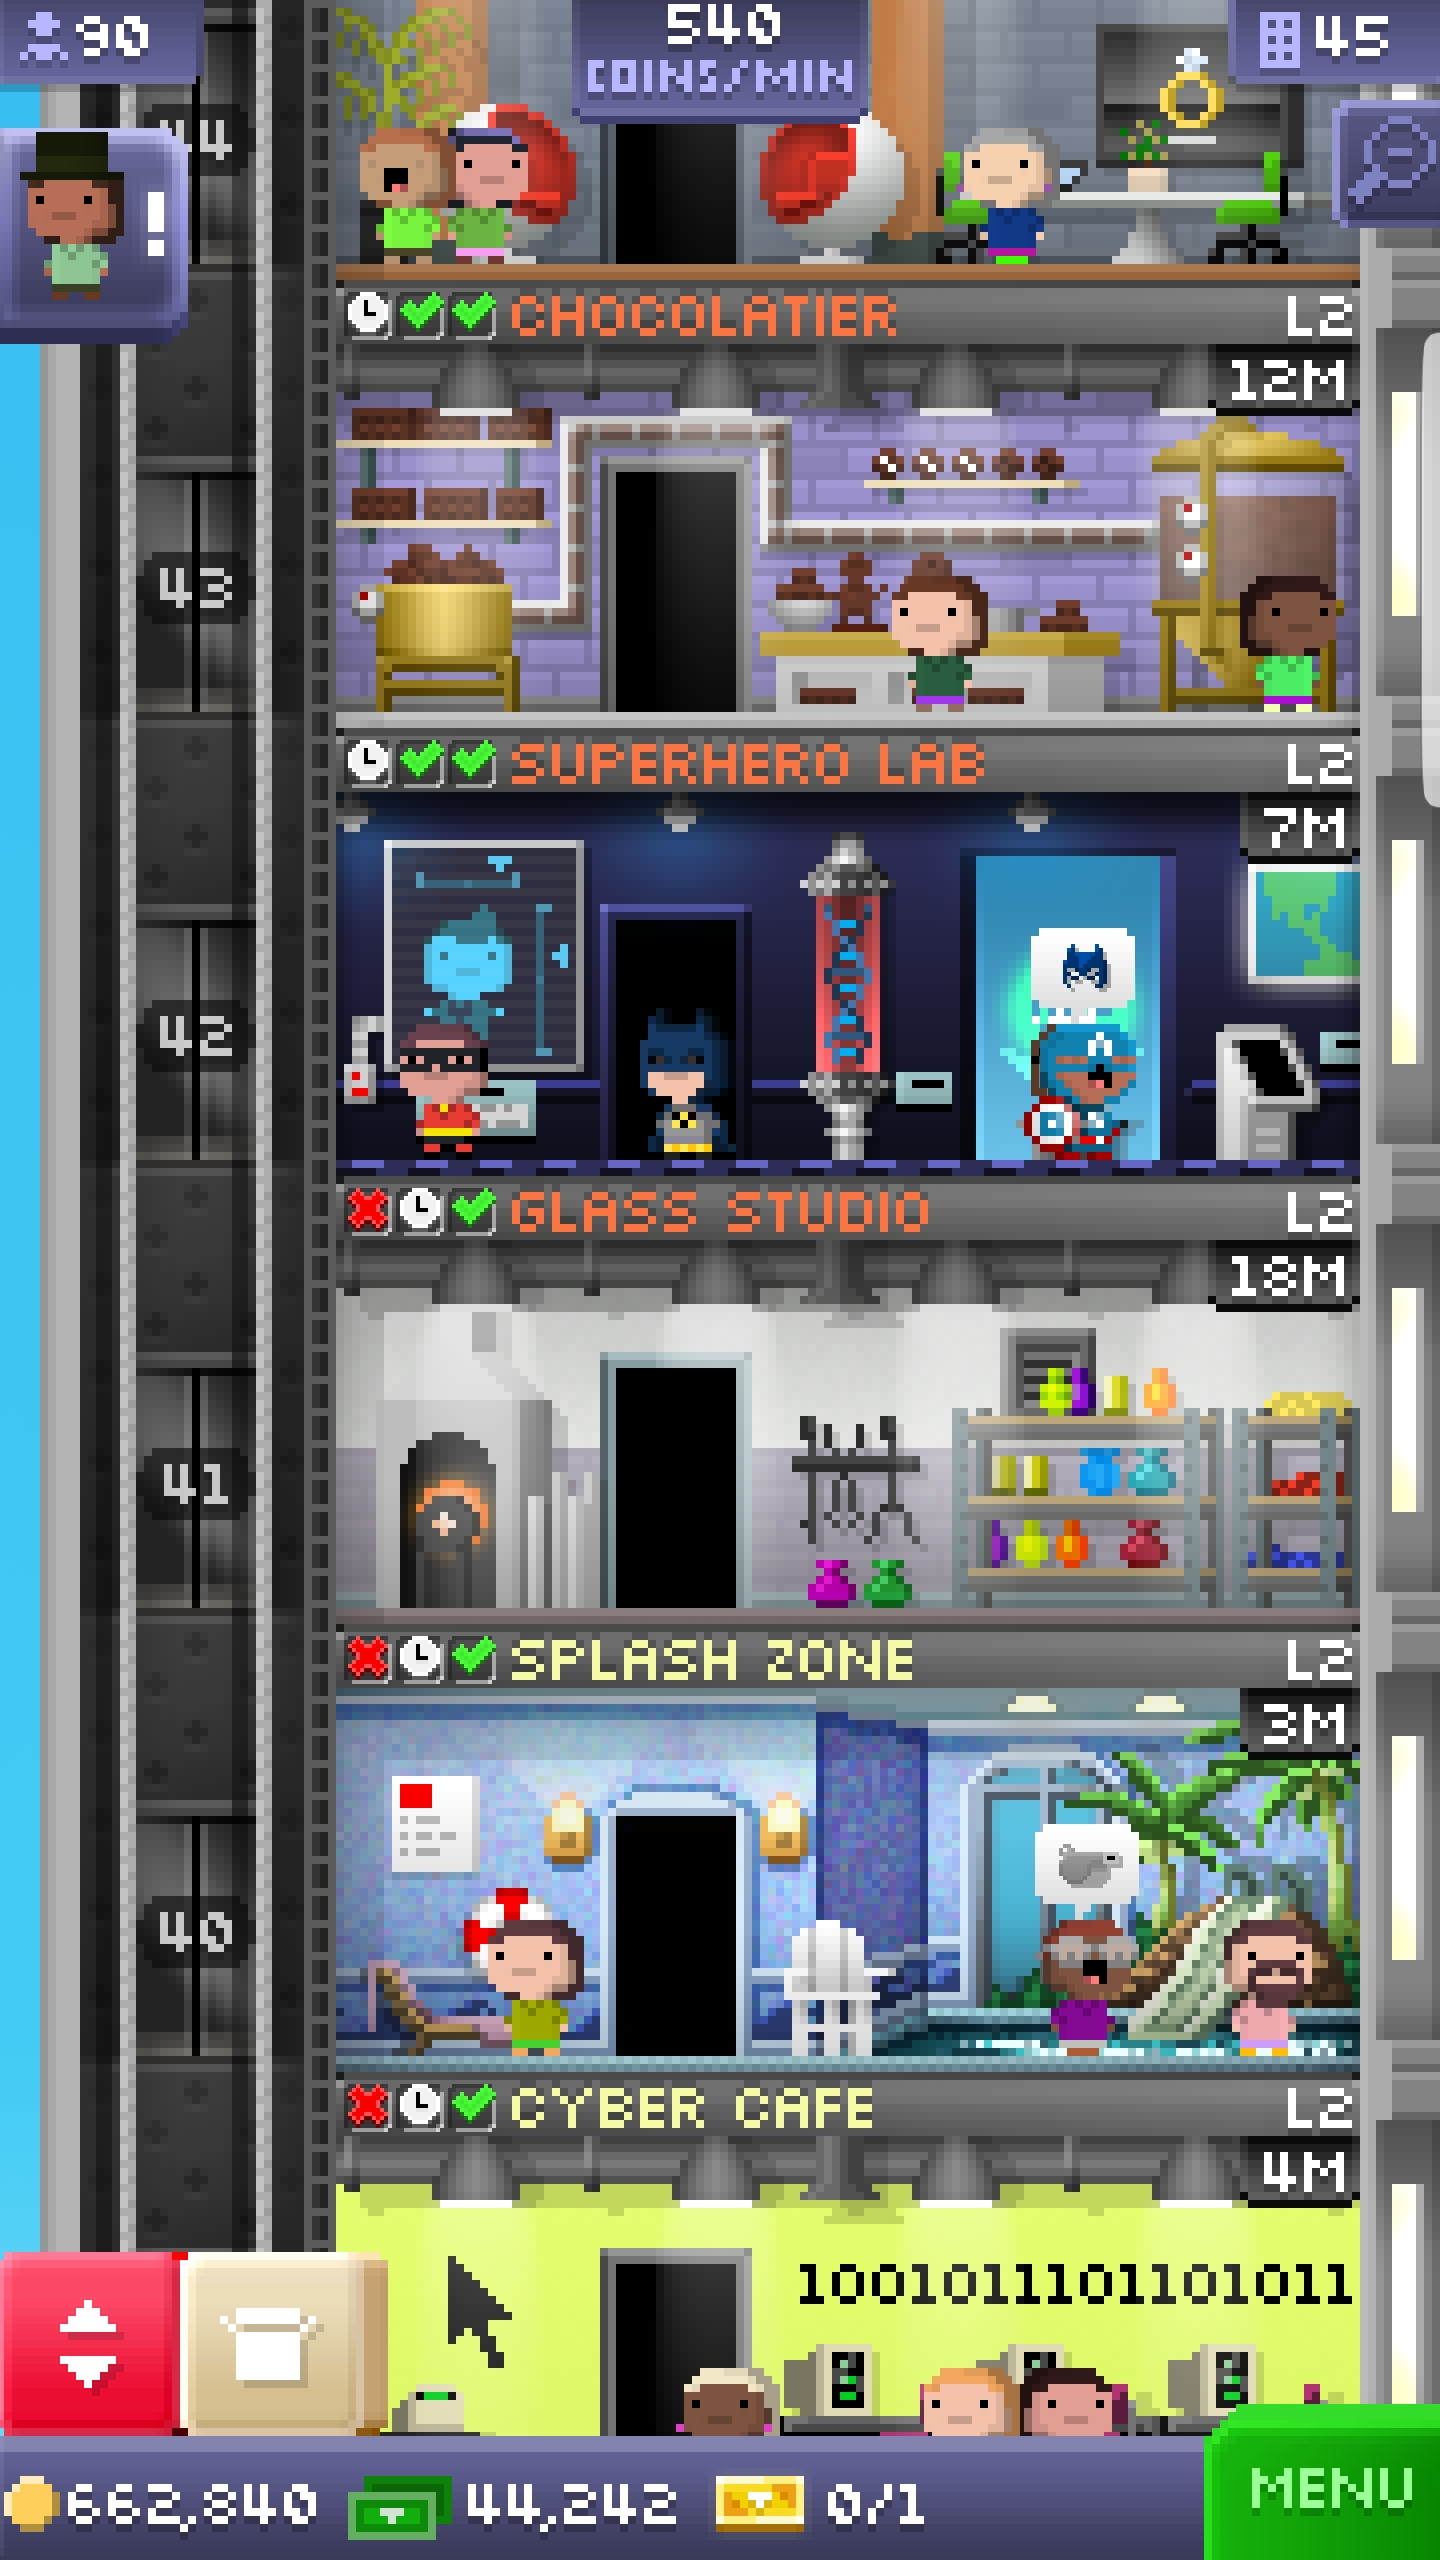 90
540
COINS/MIN
45
44
!
CHOCOLATIER L2
12M
43
SUPERHERO LAB L2
7M
42
GLASS STUDIO L2
18M
41
SPLASH ZONE L2
3M
40
CYBER CAFE L2
4M
1001011101101011
662,840 44,242 0/1
MENU